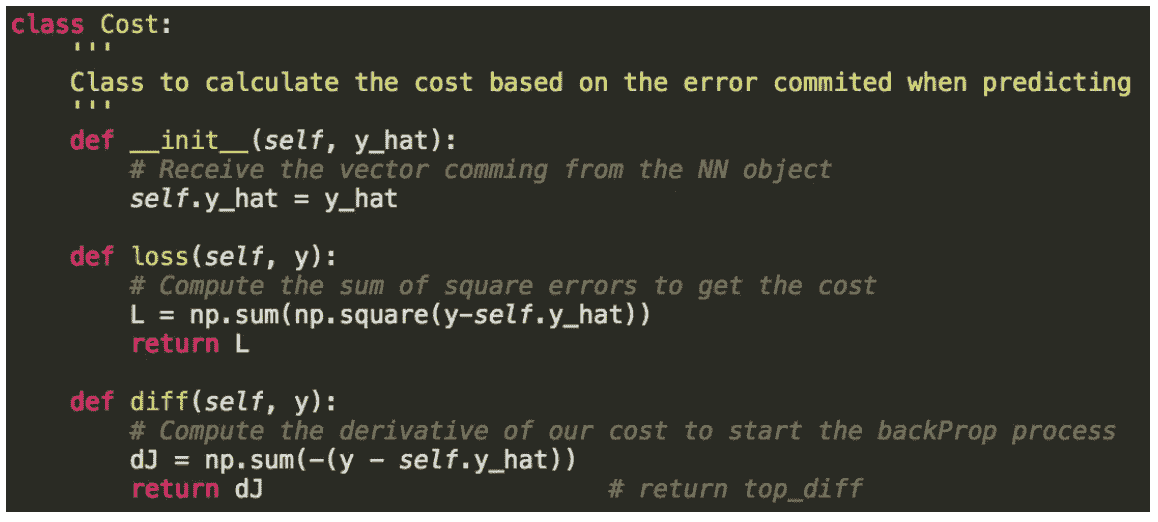 class Cost:
    '''
    Class to calculate the cost based on the error commited when predicting
    '''
    def __init__(self, y_hat):
        # Receive the vector comming from the NN object
        self.y_hat = y_hat

    def loss(self, y):
        # Compute the sum of square errors to get the cost
        L = np.sum(np.square(y-self.y_hat))
        return L

    def diff(self, y):
        # Compute the derivative of our cost to start the backProp process
        dJ = np.sum(-(y - self.y_hat))
        return dJ                       # return top_diff